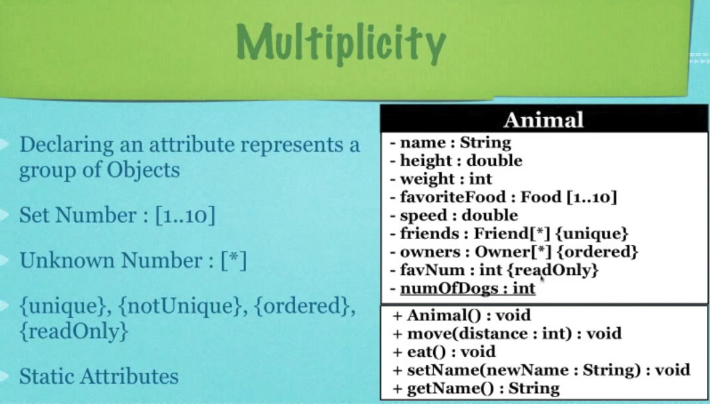 Multiplicity
Declaring an attribute represents a
group of Objects
Set Number : [1..10]
Unknown Number : [*]
{unique}, {notUnique}, {ordered},
{readOnly}
Static Attributes
Animal
- name : String
- height : double
- weight : int
- favoriteFood : Food [1..10]
- speed : double
- friends : Friend[*] {unique}
- owners : Owner[*] {ordered}
- favNum : int {readOnly}
- numOfDogs : int
+ Animal() : void
+ move(distance : int) : void
+ eat() : void
+ setName(newName : String) : void
+ getName() : String